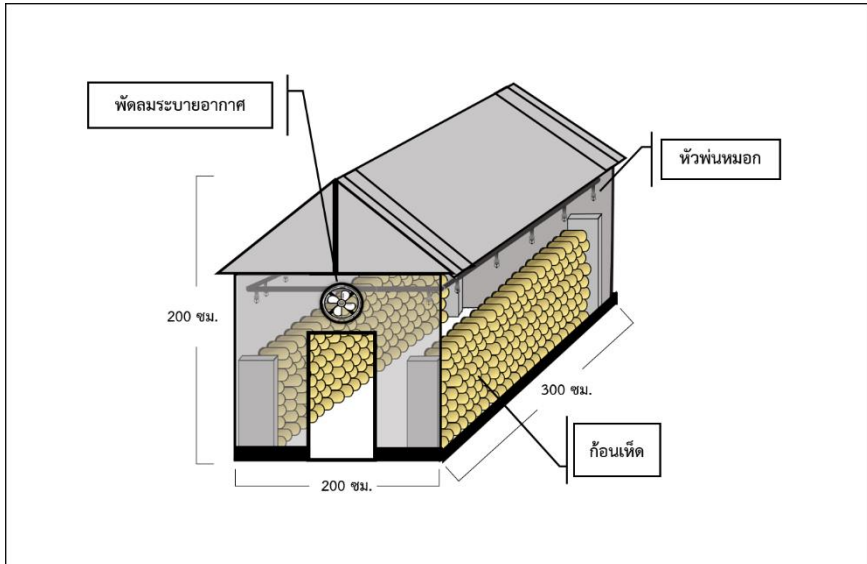 พัดลมระบายอากาศ
หัวพ่นหมอก
200 ซม.
300 ซม.
ก้อนเห็ด
200 ซม.